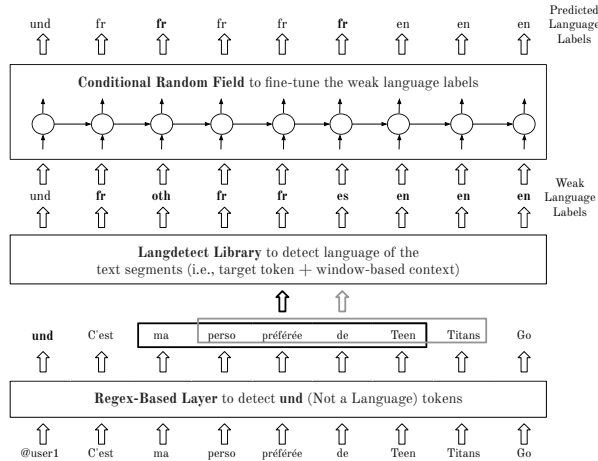 und fr fr fr fr fr en en en
Predicted
Language
Labels
Conditional Random Field to fine-tune the weak language labels
und fr oth fr fr es en en en
Weak
Language
Labels
Langdetect Library to detect language of the
text segments (i.e., target token + window-based context)
und C'est ma perso préférée de Teen Titans Go
Regex-Based Layer to detect und (Not a Language) tokens
@user1 C'est ma perso préférée de Teen Titans Go